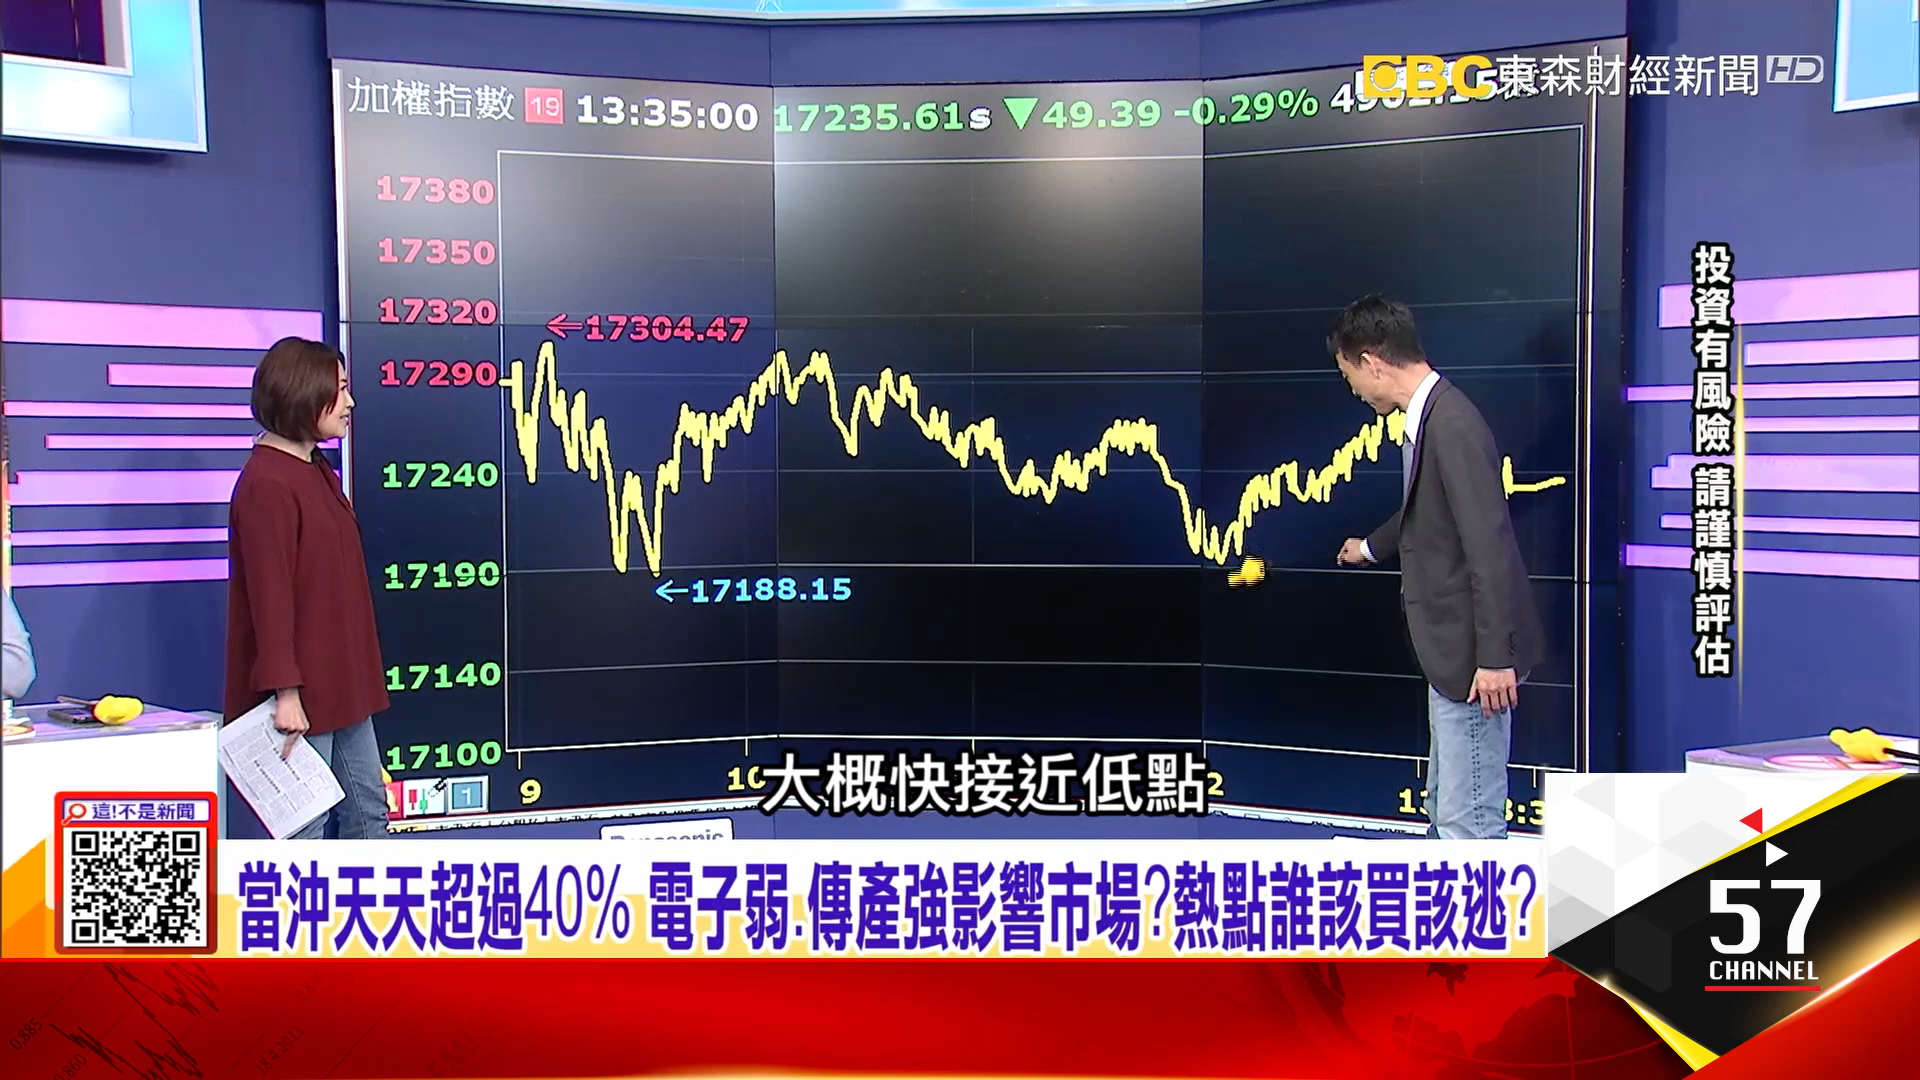 EBC 東森財經新聞 HD
加權指數 19 13:35:00 17235.61s ▼49.39 -0.29%
17380
17350
17320
←17304.47
17290
17240
17190
←17188.15
17140
17100
1
9
投資有風險 請謹慎評估
大概快接近低點
這!不是新聞
當沖天天超過40% 電子弱.傳產強影響市場?熱點誰該買該逃?
57
CHANNEL